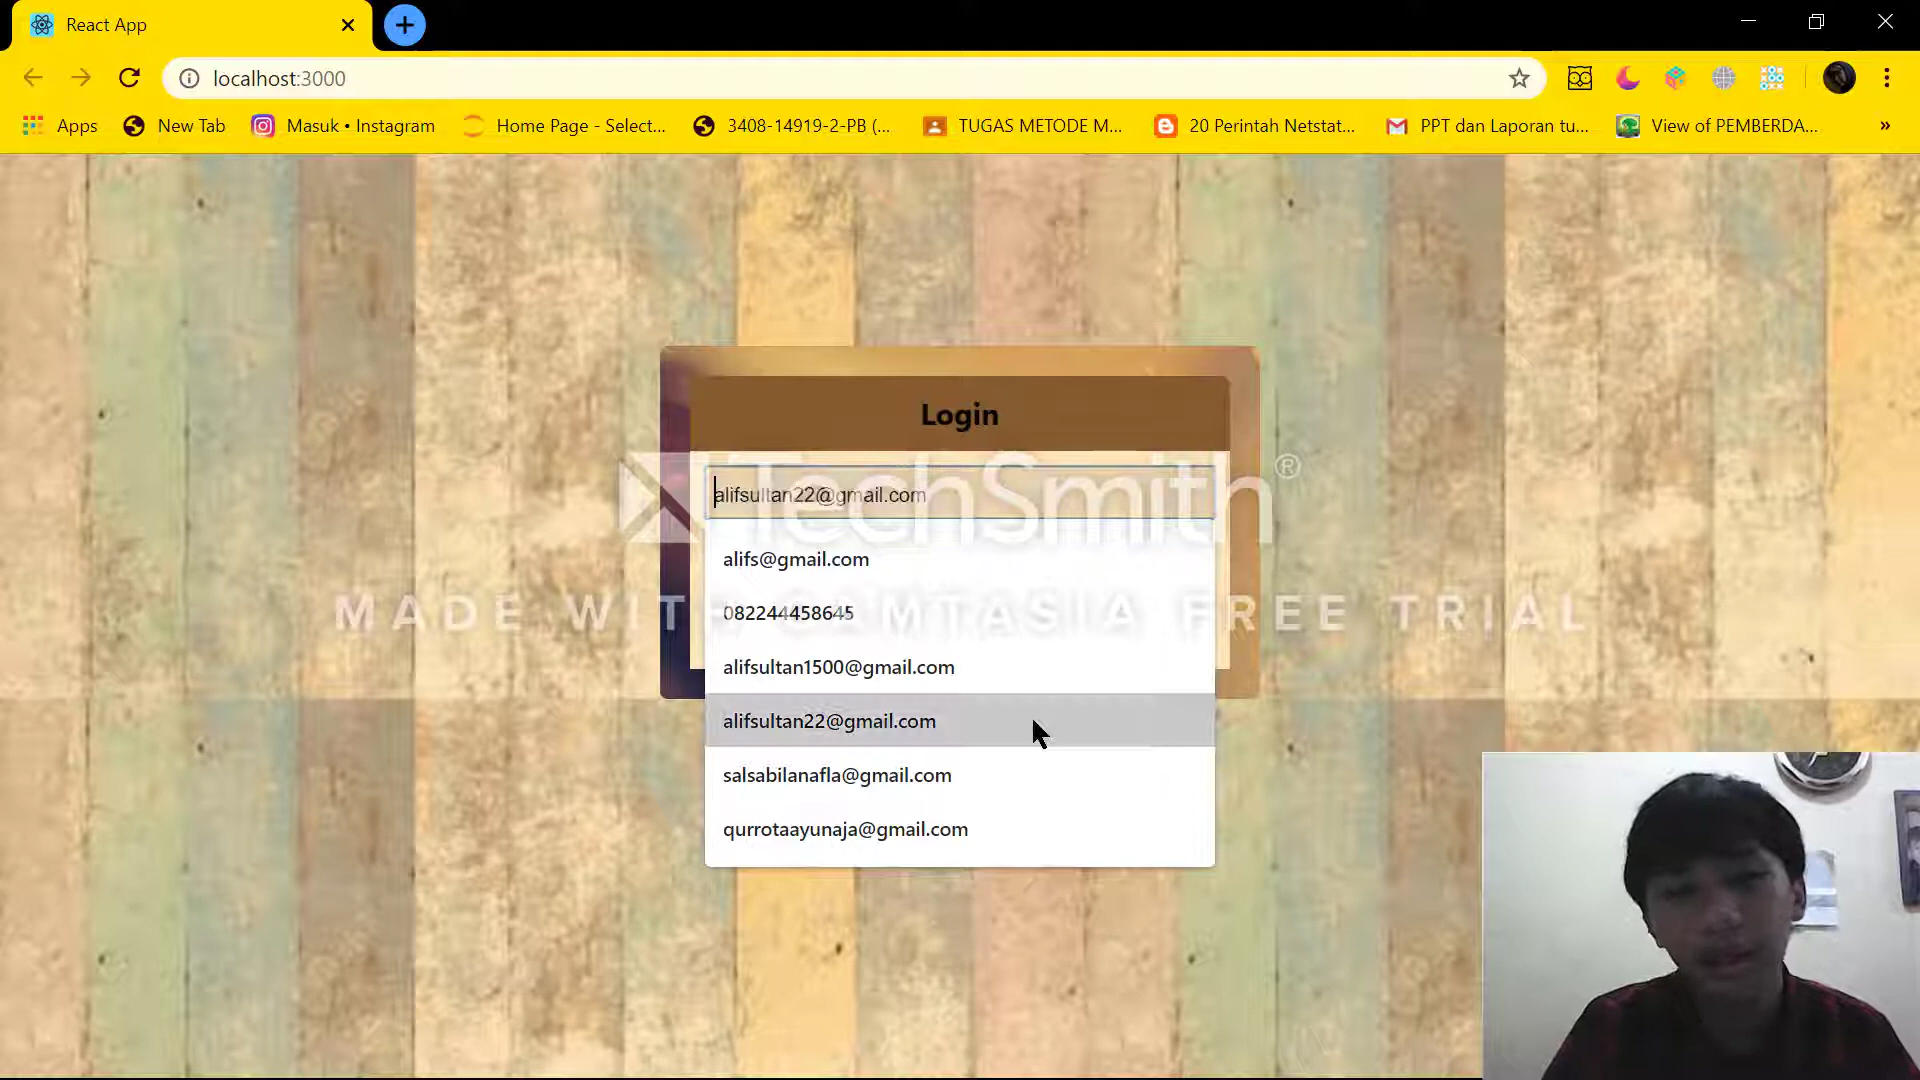 React App
localhost:3000
Apps
New Tab
Masuk • Instagram
Home Page - Select...
3408-14919-2-PB (...
TUGAS METODE M...
20 Perintah Netstat...
PPT dan Laporan tu...
View of PEMBERDA...
»
Login
TechSmith®
alifsultan22@gmail.com
alifs@gmail.com
MADE WITH CAMTASIA FREE TRIAL
082244458645
alifsultan1500@gmail.com
alifsultan22@gmail.com
salsabilanafla@gmail.com
qurrotaayunaja@gmail.com